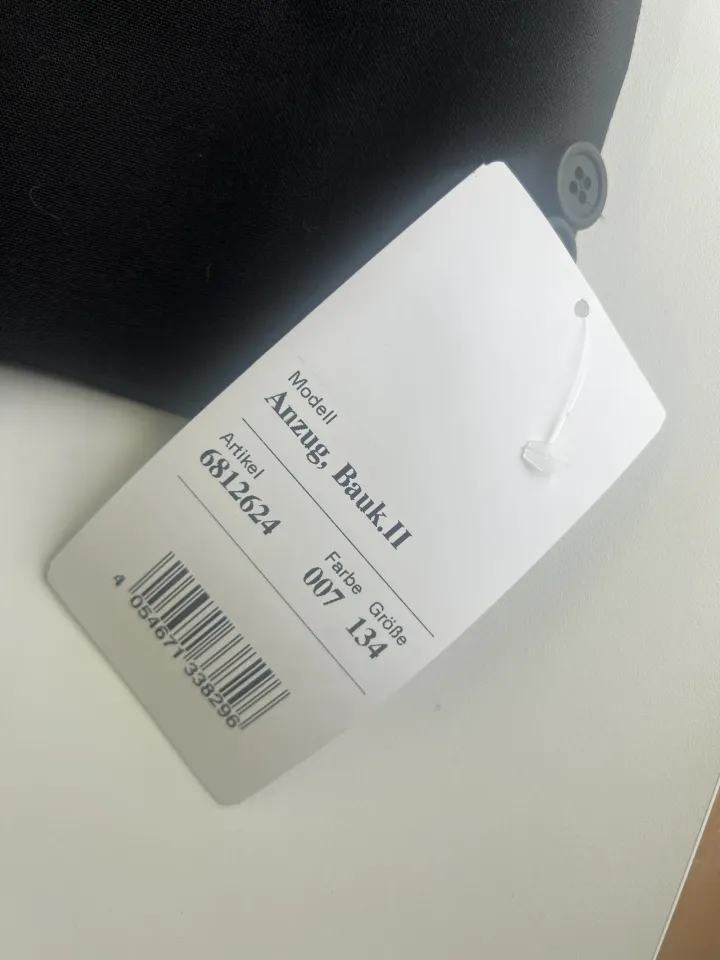 Modell
Anzug, Bauk.II
Artikel Farbe Größe
6812624 007 134
4 054671 338296